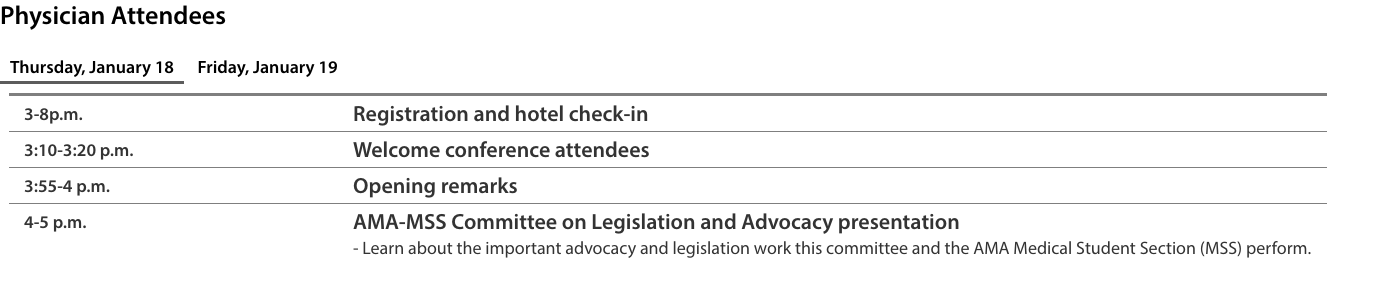 Physician Attendees
Thursday, January 18 Friday, January 19
3-8p.m. Registration and hotel check-in
3:10-3:20 p.m. Welcome conference attendees
3:55-4 p.m. Opening remarks
4-5 p.m. AMA-MSS Committee on Legislation and Advocacy presentation
- Learn about the important advocacy and legislation work this committee and the AMA Medical Student Section (MSS) perform.